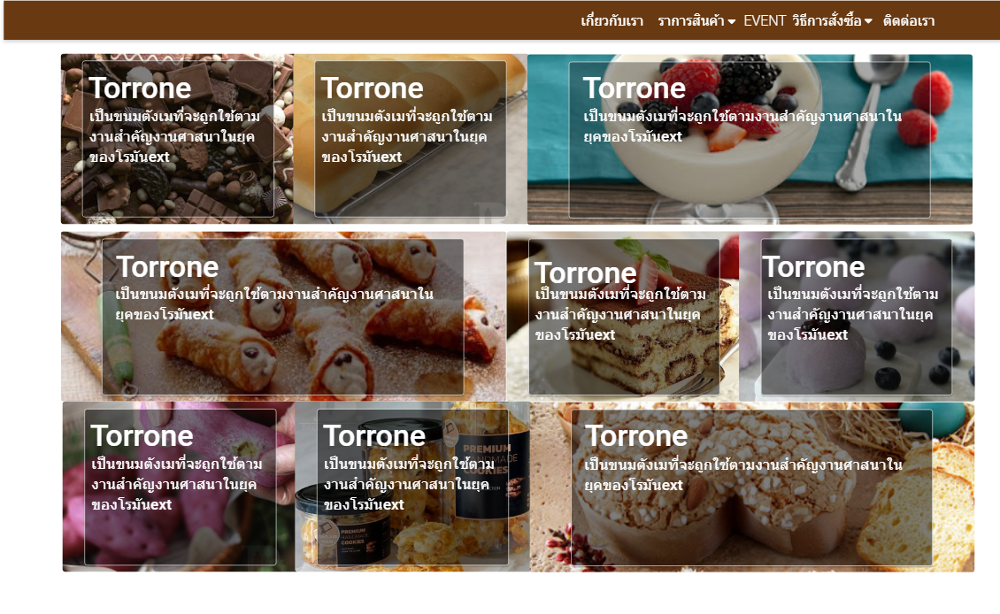 เกี่ยวกับเรา ราการสินค้า EVENT วิธีการสั่งซื้อ ติดต่อเรา
Torrone
เป็นขนมดังเมที่จะถูกใช้ตาม
งานสำคัญงานศาสนาในยุค
ของโรมันext
Torrone
เป็นขนมดังเมที่จะถูกใช้ตาม
งานสำคัญงานศาสนาในยุค
ของโรมันext
Torrone
เป็นขนมดังเมที่จะถูกใช้ตามงานสำคัญงานศาสนาใน
ยุคของโรมันext
Torrone
เป็นขนมดังเมที่จะถูกใช้ตามงานสำคัญงานศาสนาใน
ยุคของโรมันext
Torrone
เป็นขนมดังเมที่จะถูกใช้ตาม
งานสำคัญงานศาสนาในยุค
ของโรมันext
Torrone
เป็นขนมดังเมที่จะถูกใช้ตาม
งานสำคัญงานศาสนาในยุค
ของโรมันext
Torrone
เป็นขนมดังเมที่จะถูกใช้ตาม
งานสำคัญงานศาสนาในยุค
ของโรมันext
Torrone
เป็นขนมดังเมที่จะถูกใช้ตาม
งานสำคัญงานศาสนาในยุค
ของโรมันext
PREMIUM
HANDMADE
COOKIES
PREMIUM
HANDMADE
COOKIES
Torrone
เป็นขนมดังเมที่จะถูกใช้ตามงานสำคัญงานศาสนาใน
ยุคของโรมันext